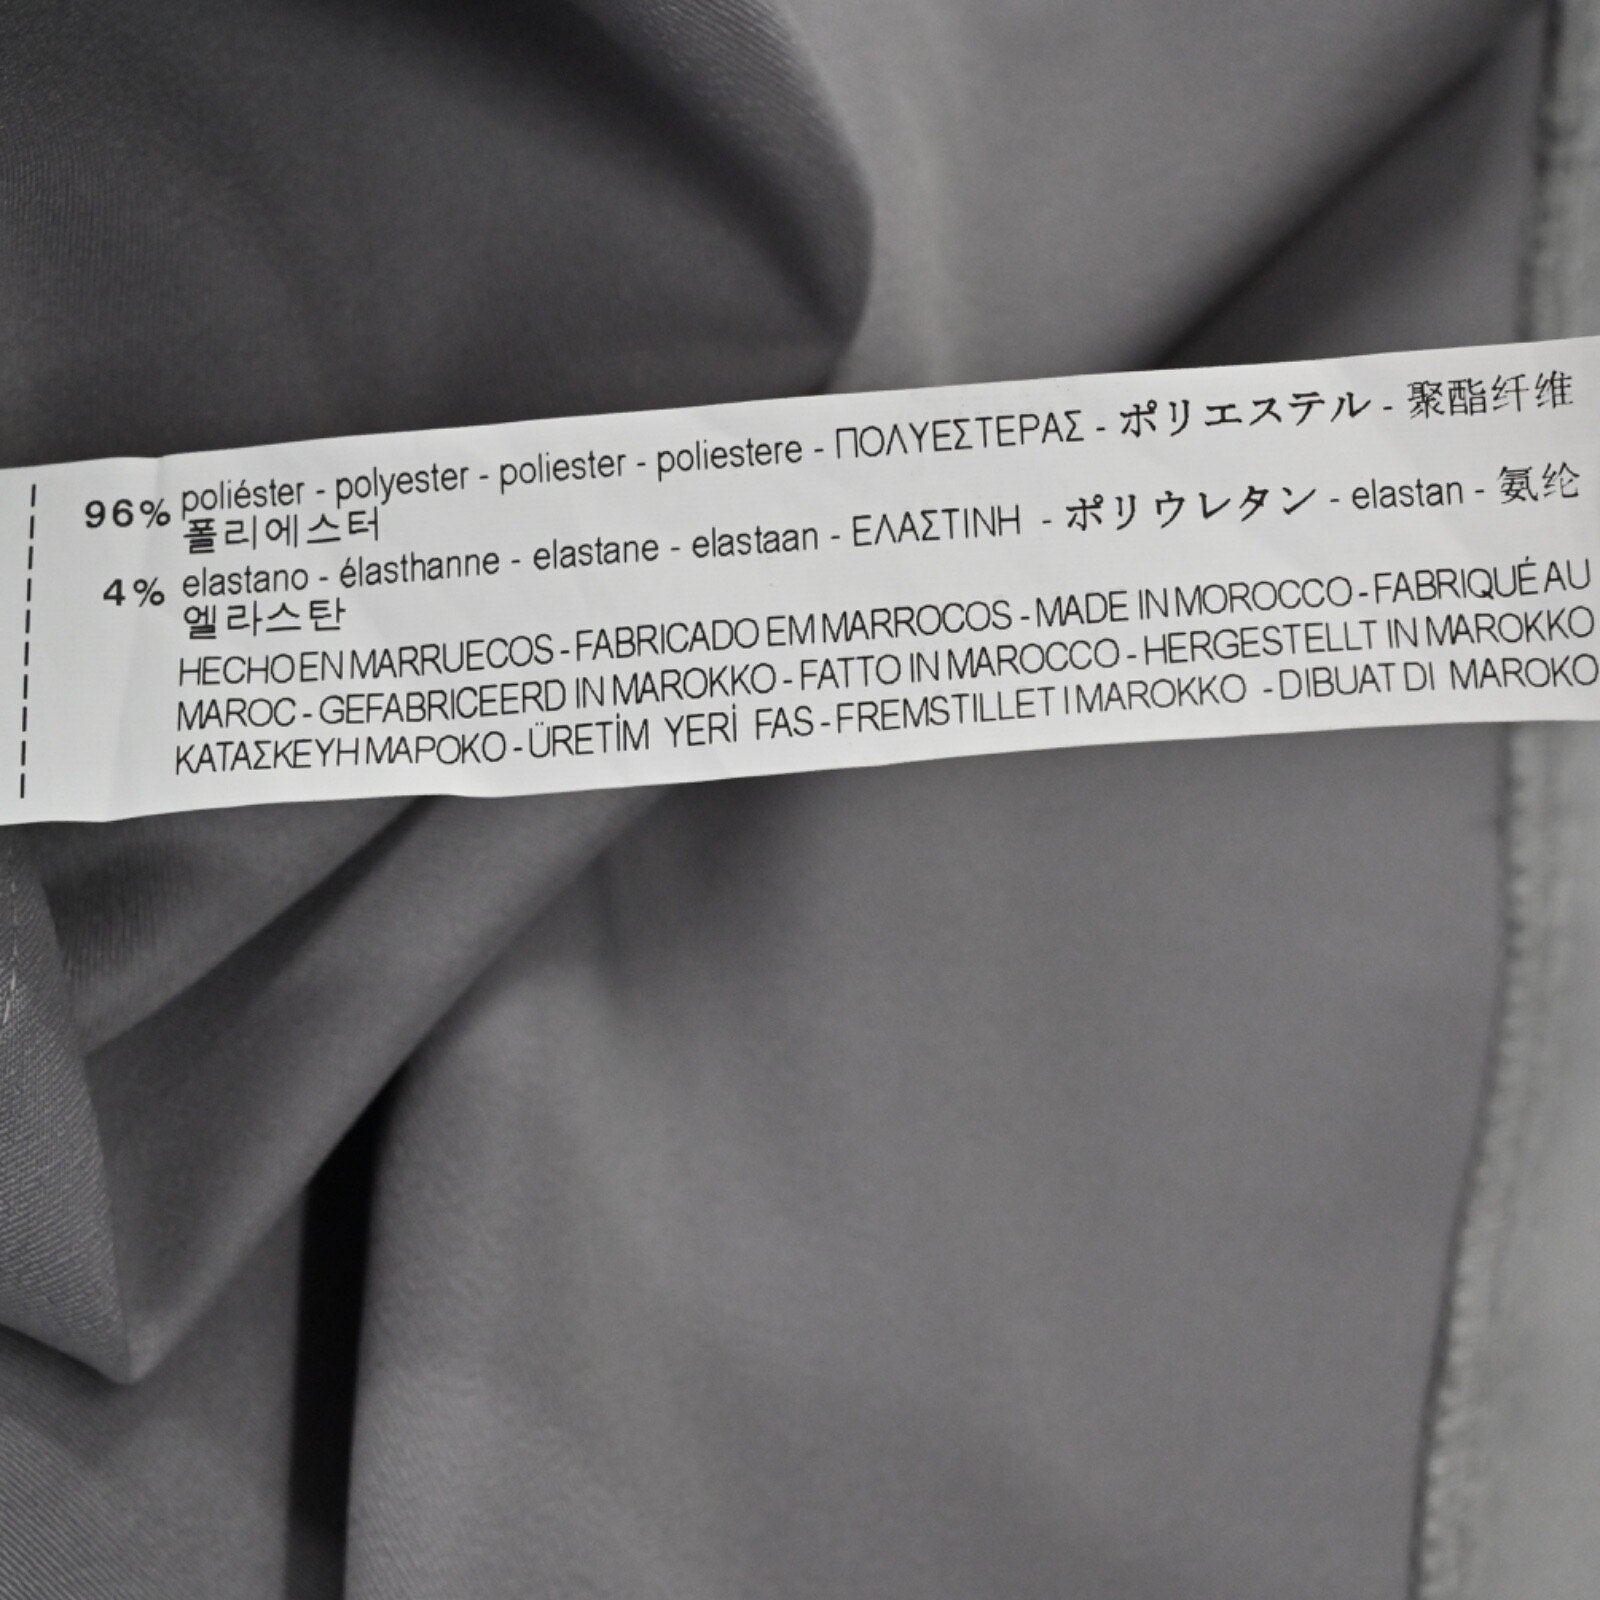 96% poliéster - polyester - poliester - poliestere - ΠΟΛΥΕΣΤΕΡΑΣ - ポリエステル - 聚酯纤维
폴리에스터
4% elastano - élasthanne - elastane - elastaan - ΕΛΑΣΤΙΝΗ - ポリウレタン - elastan - 氨纶
엘라스탄
HECHO EN MARRUECOS - FABRICADO EM MARROCOS - MADE IN MOROCCO - FABRIQUÉ AU
MAROC - GEFABRICEERD IN MAROKKO - FATTO IN MAROCCO - HERGESTELLT IN MAROKKO
ΚΑΤΑΣΚΕΥΗ ΜΑΡΟΚΟ - ÜRETİM YERİ FAS - FREMSTILLET I MAROKKO - DIBUAT DI MAROKO